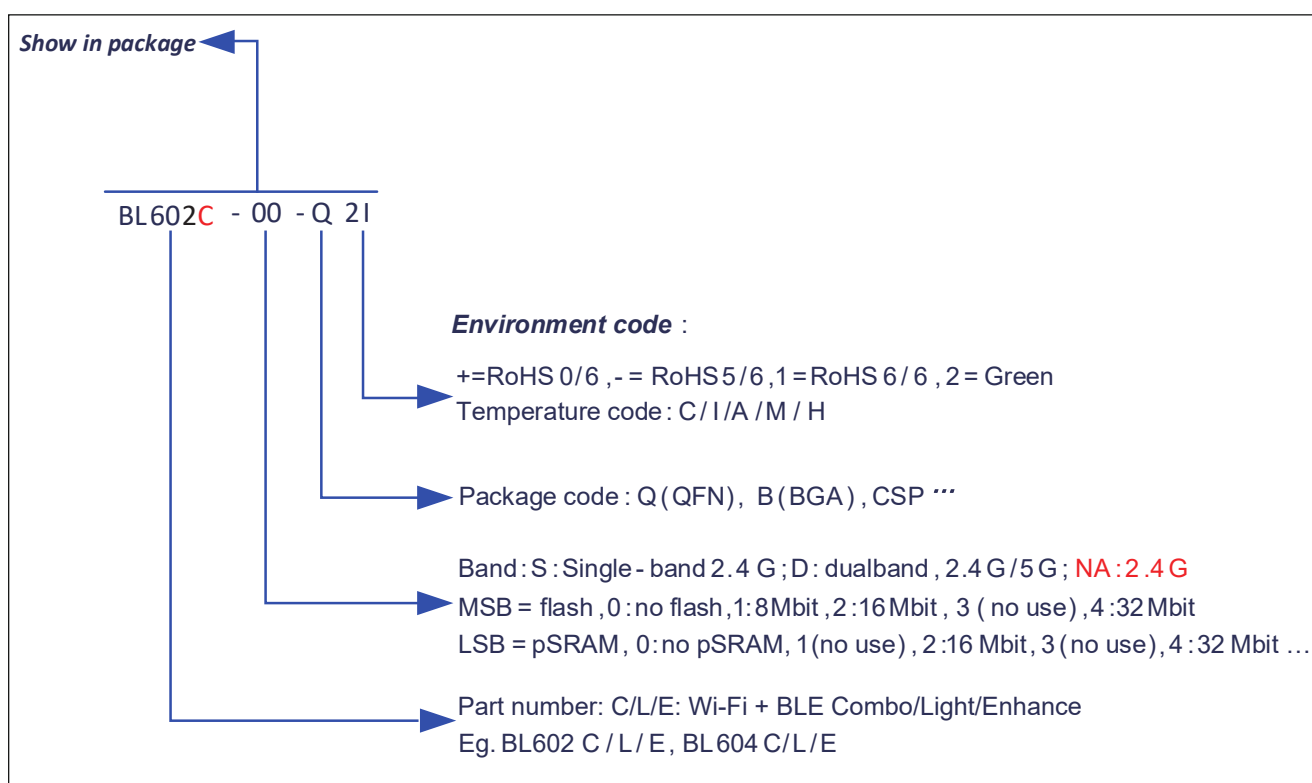 Show in package
BL602C - 00 - Q 2I
Environment code :
+=RoHS 0/6 ,- = RoHS 5/6 ,1 =RoHS 6/6 , 2 = Green
Temperature code : C / I /A / M / H
Package code : Q (QFN), B (BGA) , CSP ...
Band : S : Single - band 2.4 G ; D : dualband , 2.4 G /5 G ; NA : 2.4 G
MSB = flash , 0 : no flash , 1: 8Mbit , 2 :16 Mbit , 3 ( no use) , 4 :32 Mbit
LSB = pSRAM , 0: no pSRAM, 1 (no use) , 2 :16 Mbit, 3 (no use), 4 : 32 Mbit ...
Part number: C/L/E: Wi-Fi + BLE Combo/Light/Enhance
Eg. BL602 C / L / E, BL604 C/L/E